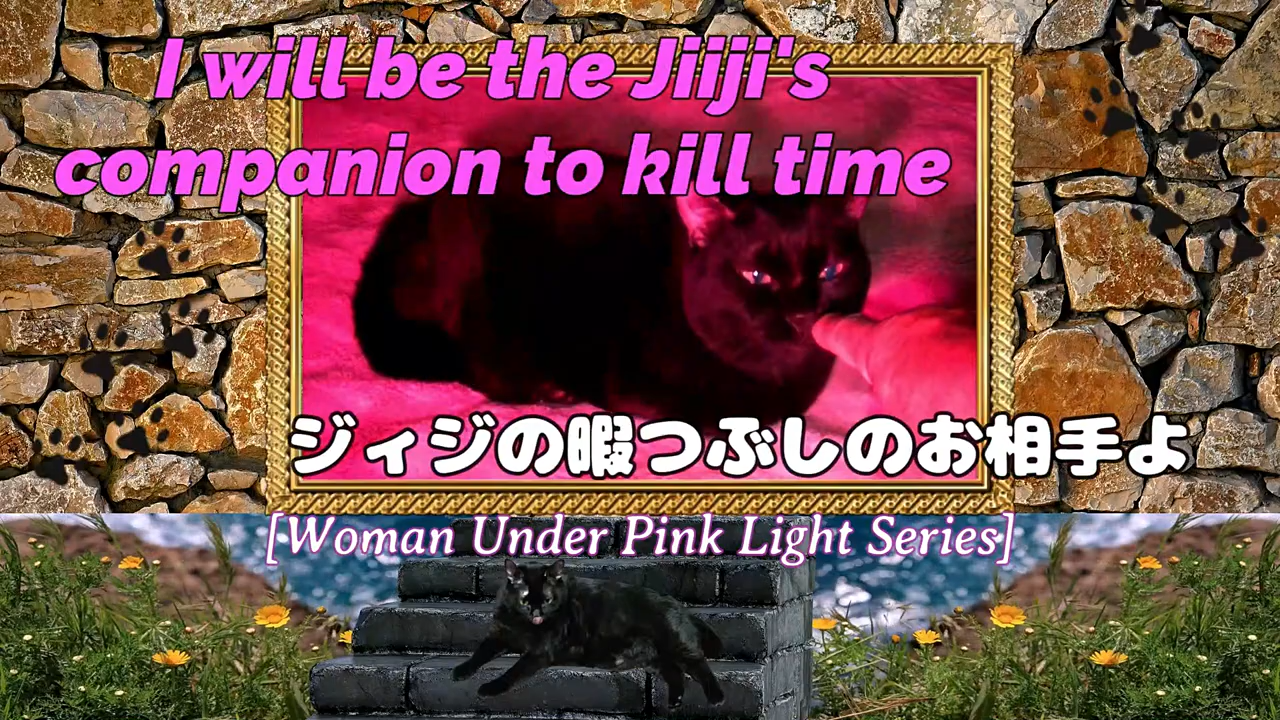 I will be the Jiiji's
companion to kill time
ジィジの暇つぶしのお相手よ
[Woman Under Pink Light Series]